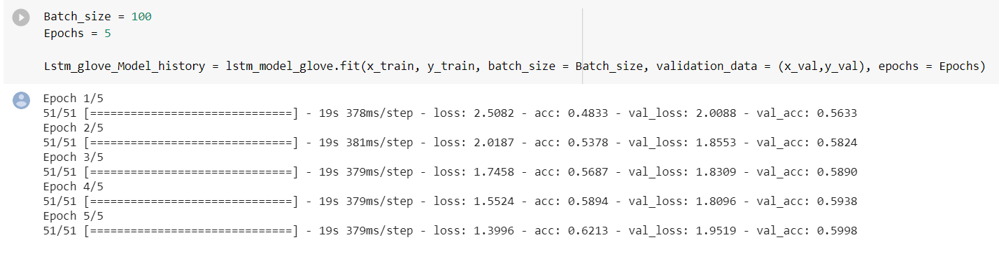 Batch_size = 100
Epochs = 5
Lstm_glove_Model_history = lstm_model_glove.fit(x_train, y_train, batch_size = Batch_size, validation_data = (x_val,y_val), epochs = Epochs)
Epoch 1/5
51/51 [==============================] - 19s 378ms/step - loss: 2.5082 - acc: 0.4833 - val_loss: 2.0088 - val_acc: 0.5633
Epoch 2/5
51/51 [==============================] - 19s 381ms/step - loss: 2.0187 - acc: 0.5378 - val_loss: 1.8553 - val_acc: 0.5824
Epoch 3/5
51/51 [==============================] - 19s 379ms/step - loss: 1.7458 - acc: 0.5687 - val_loss: 1.8309 - val_acc: 0.5890
Epoch 4/5
51/51 [==============================] - 19s 379ms/step - loss: 1.5524 - acc: 0.5894 - val_loss: 1.8096 - val_acc: 0.5938
Epoch 5/5
51/51 [==============================] - 19s 379ms/step - loss: 1.3996 - acc: 0.6213 - val_loss: 1.9519 - val_acc: 0.5998